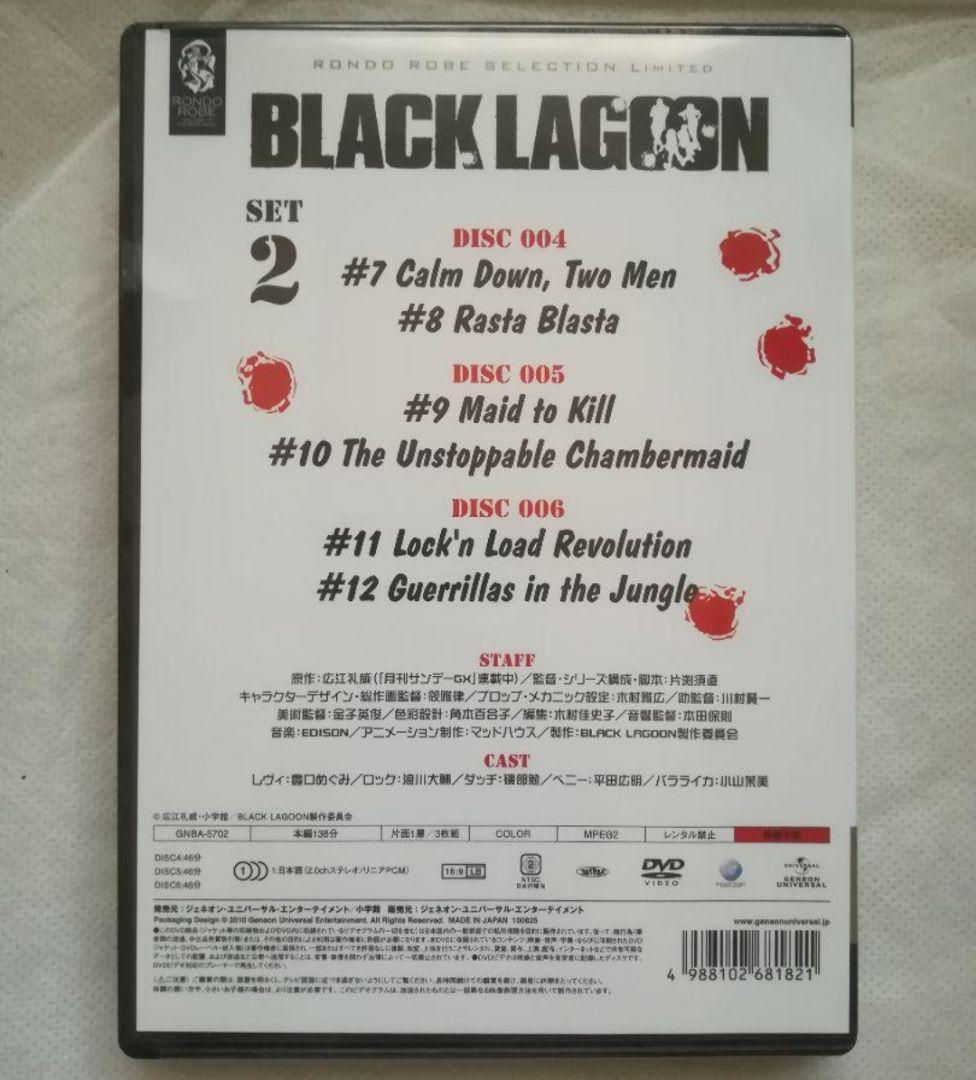 RONDO
ROBE
RONDO ROBE SELECTION LIMITED
BLACK LAGOON
SET
2
DISC 004
#7 Calm Down, Two Men
#8 Rasta Blasta
DISC 005
#9 Maid to Kill
#10 The Unstoppable Chambermaid
DISC 006
#11 Lock'n Load Revolution
#12 Guerrillas in the Jungle
STAFF
原作:広江礼威(「月刊サンデーGX」連載中)/監督・シリーズ構成・脚本:片渕須直
キャラクターデザイン・総作画監督:筱雅律/プロップ・メカニック設定:木村雅広/助監督:川村賢一
美術監督:金子英俊/色彩設計:角本百合子/編集:木村佳史子/音響監督:本田保則
音楽:EDISON/アニメーション制作:マッドハウス/製作:BLACK LAGOON製作委員会
CAST
レヴィ:豊口めぐみ/ロック:浪川大輔/ダッチ:磯部勉/ベニー:平田広明/バラライカ:小山茉美
© 広江礼威・小学館/BLACK LAGOON製作委員会
GNBA-5702 本編138分 片面1層/3枚組 COLOR MPEG2 レンタル禁止
DISC4:46分
DISC5:46分
DISC6:46分
1 1:日本語(2.0chステレオ/リニアPCM) 16:9 LB 2 NTSC 日本市場向 DVD VIDEO UNIVERSAL GENEON UNIVERSAL
発売元:ジェネオン・ユニバーサル・エンターテイメント/小学館 販売元:ジェネオン・ユニバーサル・エンターテイメント
Packaging Design © 2010 Geneon Universal Entertainment. All Rights Reserved. MADE IN JAPAN 100825
www.geneonuniversal.jp
4 988102 681821